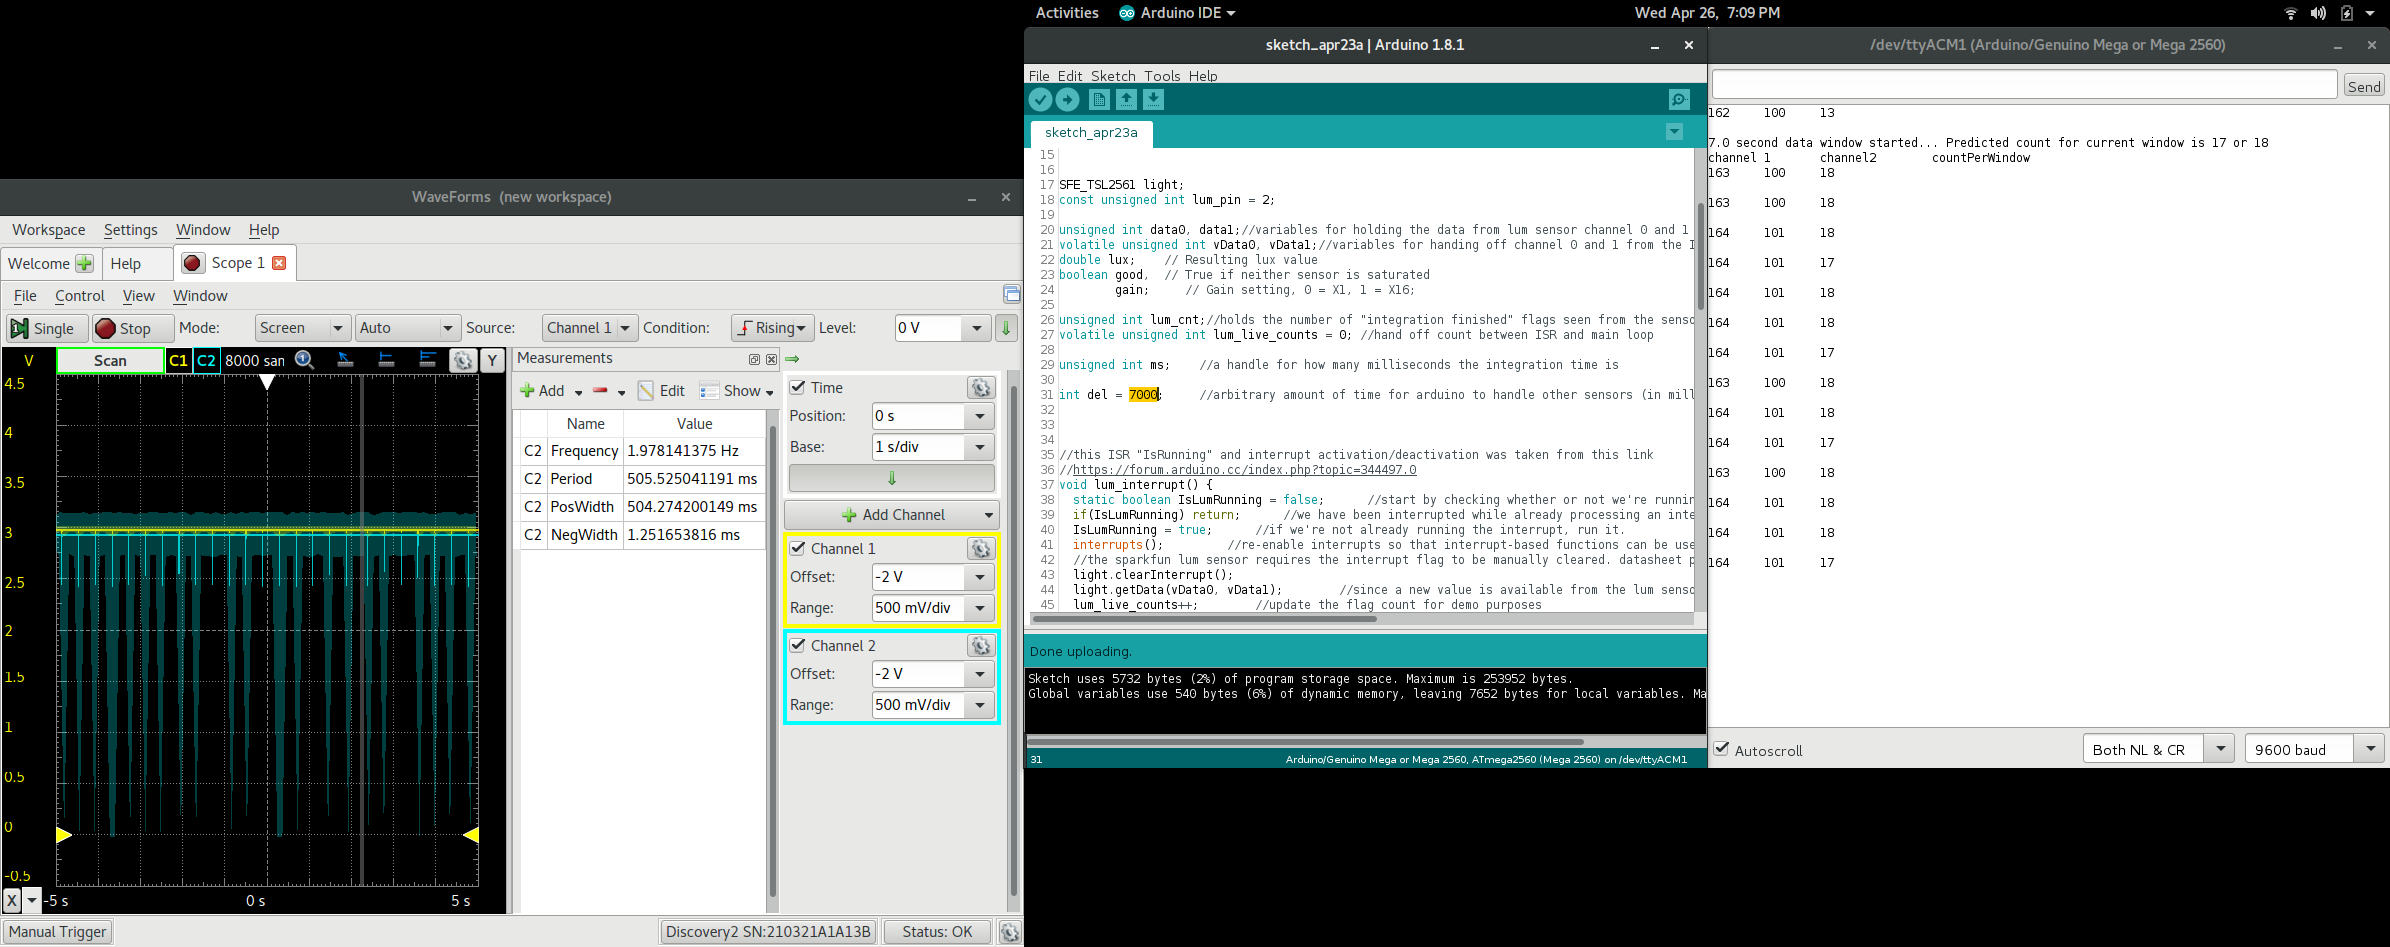 Activities Arduino IDE Wed Apr 26, 7:09 PM
WaveForms (new workspace)
Workspace Settings Window Help
Welcome Help Scope 1
File Control View Window
Single Stop Mode: Screen Auto Source: Channel 1 Condition: Rising Level: 0 V
V Scan C1 C2 8000 san Y
4.5
4
3.5
3
2.5
2
1.5
1
0.5
0
-0.5
X -5 s 0 s 5 s
Measurements
Add Edit Show
Name Value
C2 Frequency 1.978141375 Hz
C2 Period 505.525041191 ms
C2 PosWidth 504.274200149 ms
C2 NegWidth 1.251653816 ms
Time
Position: 0 s
Base: 1 s/div
Add Channel
Channel 1
Offset: -2 V
Range: 500 mV/div
Channel 2
Offset: -2 V
Range: 500 mV/div
Manual Trigger Discovery2 SN:210321A1A13B Status: OK
sketch_apr23a | Arduino 1.8.1
File Edit Sketch Tools Help
sketch_apr23a
15
16
17 SFE_TSL2561 light;
18 const unsigned int lum_pin = 2;
19
20 unsigned int data0, data1;//variables for holding the data from lum sensor channel 0 and 1
21 volatile unsigned int vData0, vData1;//variables for handing off channel 0 and 1 from the I
22 double lux; // Resulting lux value
23 boolean good, // True if neither sensor is saturated
24 gain; // Gain setting, 0 = X1, 1 = X16;
25
26 unsigned int lum_cnt;//holds the number of "integration finished" flags seen from the senso
27 volatile unsigned int lum_live_counts = 0; //hand off count between ISR and main loop
28
29 unsigned int ms; //a handle for how many milliseconds the integration time is
30
31 int del = 7000; //arbitrary amount of time for arduino to handle other sensors (in mill
32
33
34
35 //this ISR "IsRunning" and interrupt activation/deactivation was taken from this link
36 //https://forum.arduino.cc/index.php?topic=344497.0
37 void lum_interrupt() {
38 static boolean IsLumRunning = false; //start by checking whether or not we're runnin
39 if(IsLumRunning) return; //we have been interrupted while already processing an inte
40 IsLumRunning = true; //if we're not already running the interrupt, run it.
41 interrupts(); //re-enable interrupts so that interrupt-based functions can be use
42 //the sparkfun lum sensor requires the interrupt flag to be manually cleared. datasheet p
43 light.clearInterrupt();
44 light.getData(vData0, vData1); //since a new value is available from the lum senso
45 lum_live_counts++; //update the flag count for demo purposes
Done uploading.
Sketch uses 5732 bytes (2%) of program storage space. Maximum is 253952 bytes.
Global variables use 540 bytes (6%) of dynamic memory, leaving 7652 bytes for local variables. Ma
31 Arduino/Genuino Mega or Mega 2560, ATmega2560 (Mega 2560) on /dev/ttyACM1
/dev/ttyACM1 (Arduino/Genuino Mega or Mega 2560)
Send
162 100 13
7.0 second data window started... Predicted count for current window is 17 or 18
channel 1 channel2 countPerWindow
163 100 18
163 100 18
164 101 18
164 101 17
164 101 18
164 101 18
164 101 17
163 100 18
164 101 18
164 101 17
163 100 18
164 101 18
164 101 18
164 101 17
Autoscroll Both NL & CR 9600 baud